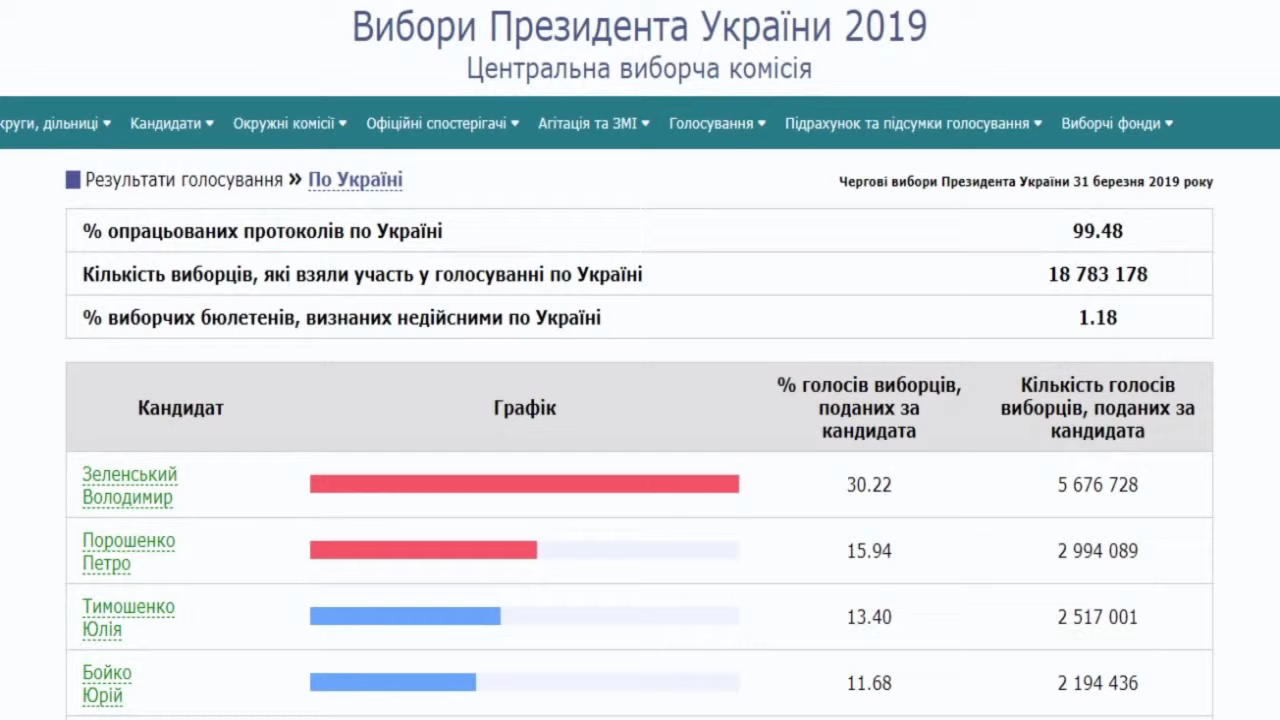 Вибори Президента України 2019
Центральна виборча комісія
круги, дільниці Кандидати Окружні комісії Офіційні спостерігачі Агітація та ЗМІ Голосування Підрахунок та підсумки голосування Виборчі фонди
Результати голосування » По Україні
Чергові вибори Президента України 31 березня 2019 року
% опрацьованих протоколів по Україні 99.48
Кількість виборців, які взяли участь у голосуванні по Україні 18 783 178
% виборчих бюлетенів, визнаних недійсними по Україні 1.18
Кандидат
Графік
% голосів виборців,
поданих за
кандидата
Кількість голосів
виборців, поданих за
кандидата
Зеленський
Володимир
30.22 5 676 728
Порошенко
Петро
15.94 2 994 089
Тимошенко
Юлія
13.40 2 517 001
Бойко
Юрій
11.68 2 194 436